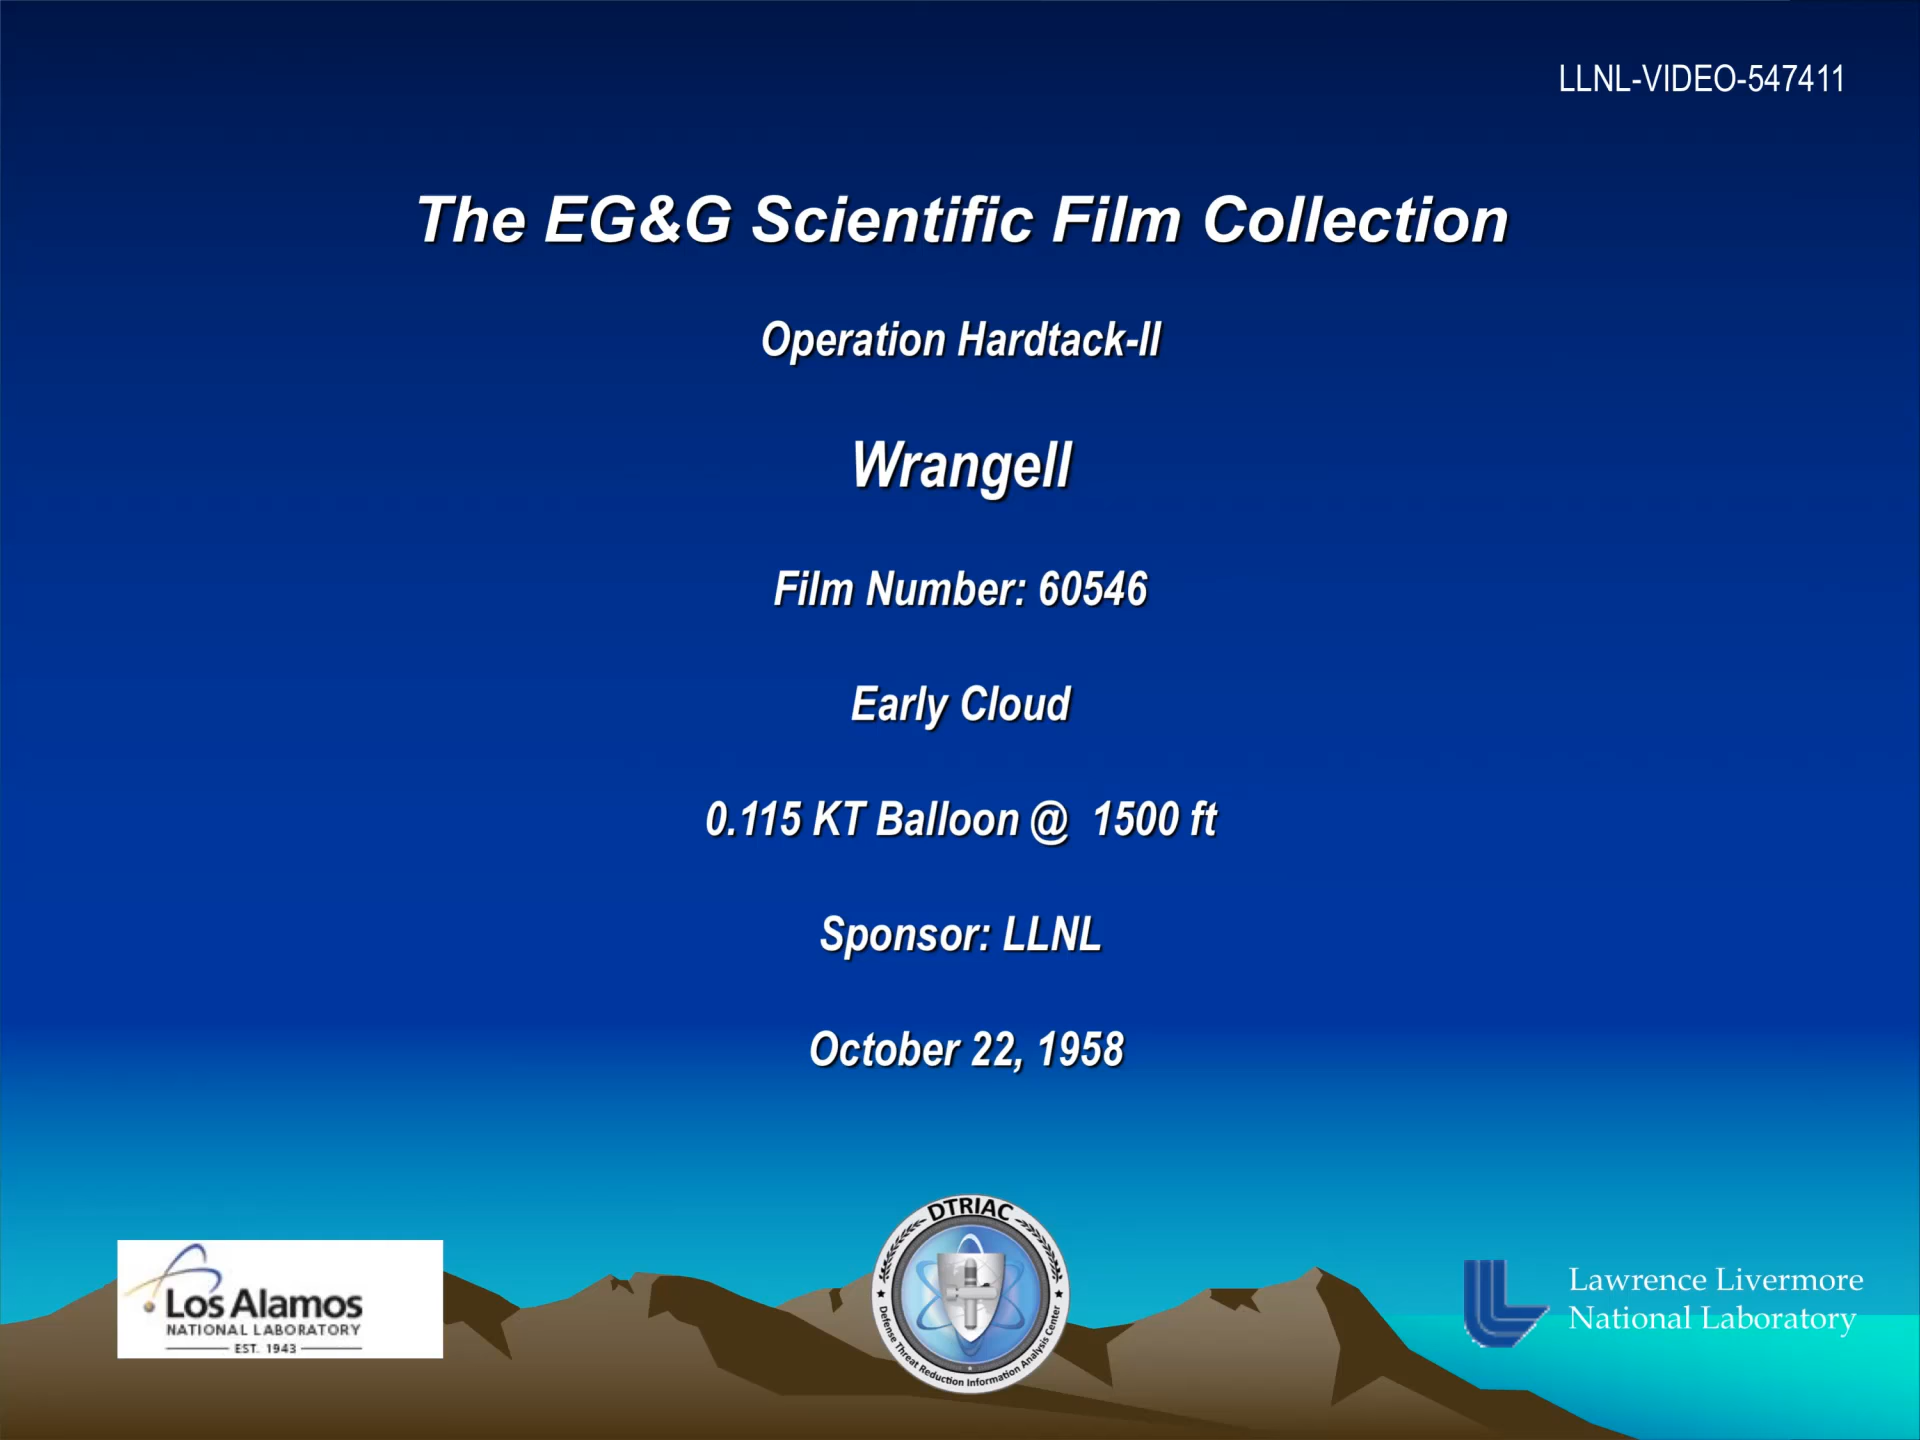 LLNL-VIDEO-547411
The EG&G Scientific Film Collection
Operation Hardtack-II
Wrangell
Film Number: 60546
Early Cloud
0.115 KT Balloon @ 1500 ft
Sponsor: LLNL
October 22, 1958
Los Alamos
NATIONAL LABORATORY
EST. 1943
DTRIAC
Defense Threat Reduction Information Analysis Center
Lawrence Livermore
National Laboratory